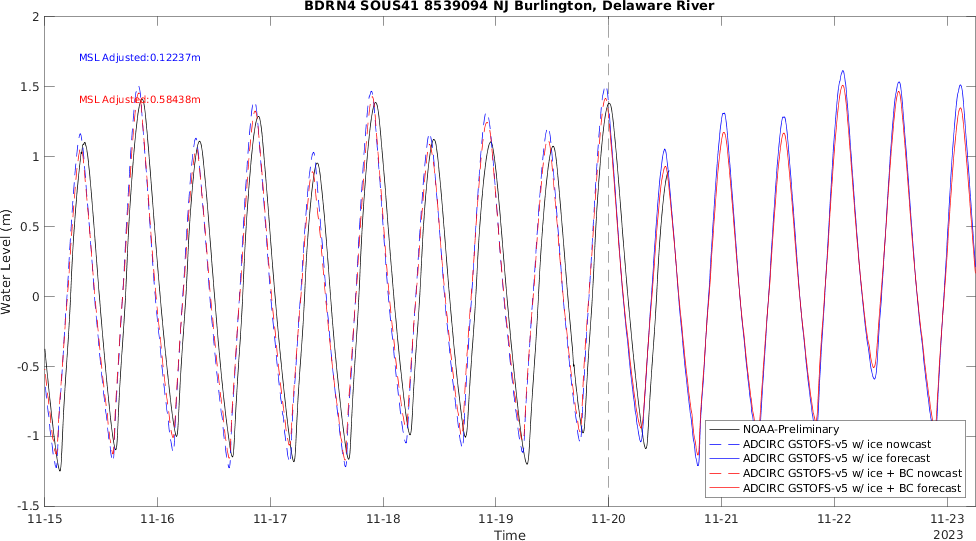 BDRN4 SOUS41 8539094 NJ Burlington, Delaware River
2
1.5
1
0.5
0
-0.5
-1
-1.5
Water Level (m)
MSL Adjusted:0.12237m
MSL Adjusted:0.58438m
NOAA-Preliminary
ADCIRC GSTOFS-v5 w/ ice nowcast
ADCIRC GSTOFS-v5 w/ ice forecast
ADCIRC GSTOFS-v5 w/ ice + BC nowcast
ADCIRC GSTOFS-v5 w/ ice + BC forecast
11-15 11-16 11-17 11-18 11-19 11-20 11-21 11-22 11-23
2023
Time